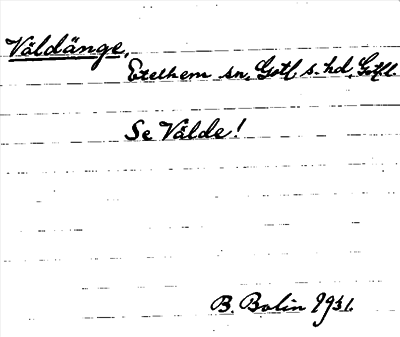 Väldänge,
Etelhem sn, Gotl. s. hd, Gotl. l.
Se Välde!
B. Bolin 1931.